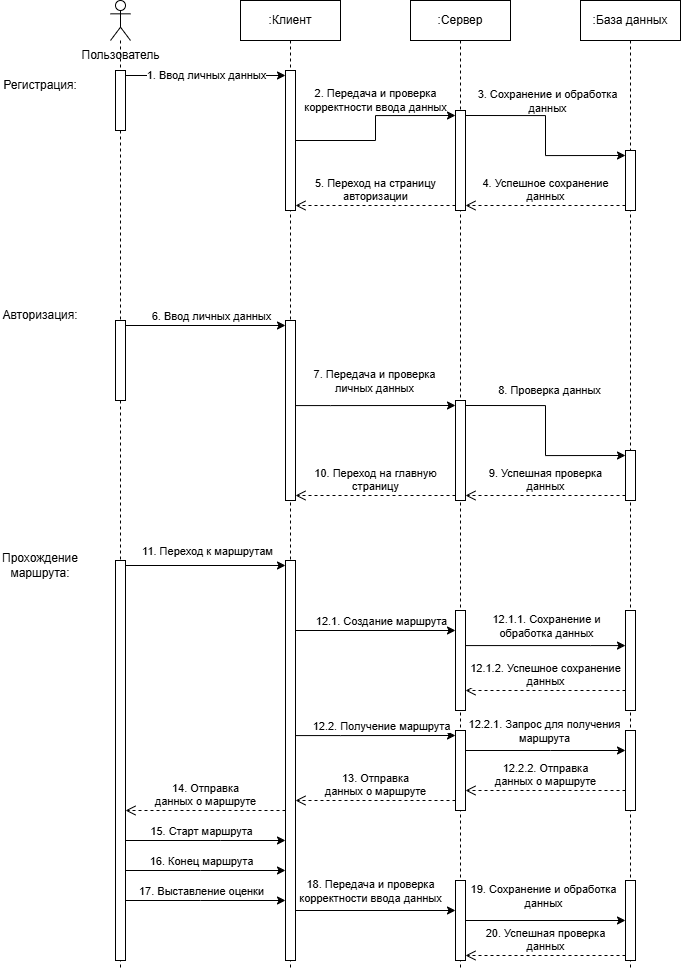 :Клиент
:Сервер
:База данных
Пользователь
Регистрация:
1. Ввод личных данных
2. Передача и проверка
корректности ввода данных
3. Сохранение и обработка
данных
4. Успешное сохранение
данных
5. Переход на страницу
авторизации
Авторизация:
6. Ввод личных данных
7. Передача и проверка
личных данных
8. Проверка данных
9. Успешная проверка
данных
10. Переход на главную
страницу
Прохождение
маршрута:
11. Переход к маршрутам
12.1. Создание маршрута
12.1.1. Сохранение и
обработка данных
12.1.2. Успешное сохранение
данных
12.2. Получение маршрута
12.2.1. Запрос для получения
маршрута
12.2.2. Отправка
данных о маршруте
13. Отправка
данных о маршруте
14. Отправка
данных о маршруте
15. Старт маршрута
16. Конец маршрута
17. Выставление оценки
18. Передача и проверка
корректности ввода данных
19. Сохранение и обработка
данных
20. Успешная проверка
данных